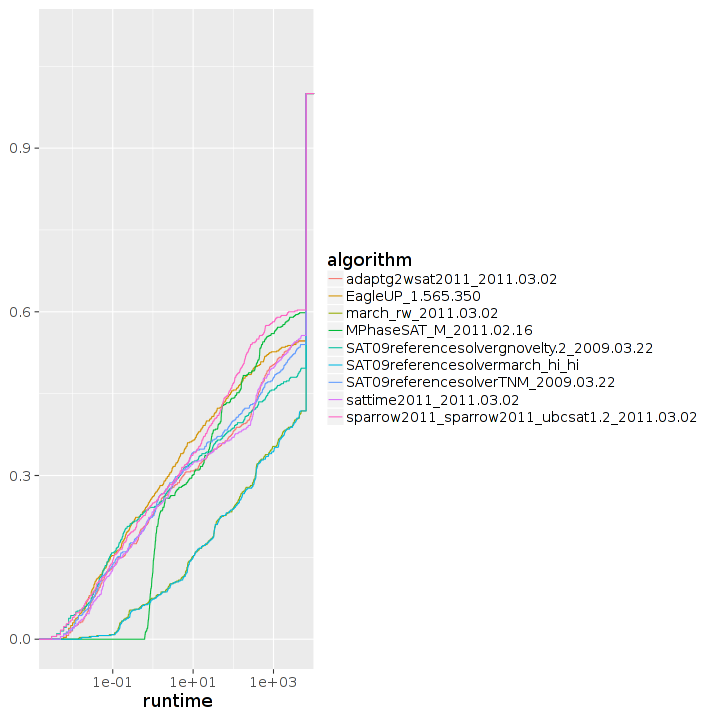 0.9
0.6
0.3
0.0
1e-01 1e+01 1e+03
runtime
algorithm
adaptg2wsat2011_2011.03.02
EagleUP_1.565.350
march_rw_2011.03.02
MPhaseSAT_M_2011.02.16
SAT09referencesolvergnovelty.2_2009.03.22
SAT09referencesolvermarch_hi_hi
SAT09referencesolverTNM_2009.03.22
sattime2011_2011.03.02
sparrow2011_sparrow2011_ubcsat1.2_2011.03.02